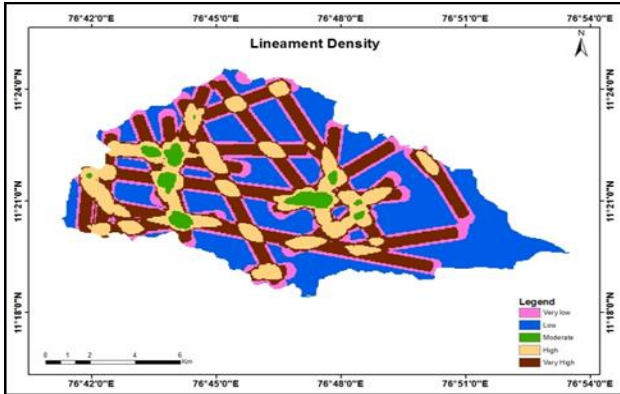 76°42'0"E 76°45'0"E 76°48'0"E 76°51'0"E 76°54'0"E
Lineament Density
N
11°24'0"N 11°24'0"N
11°21'0"N 11°21'0"N
11°18'0"N 11°18'0"N
Legend
Very low
Low
Moderate
High
Very High
0 1 2 4 6
Km
76°42'0"E 76°45'0"E 76°48'0"E 76°51'0"E 76°54'0"E